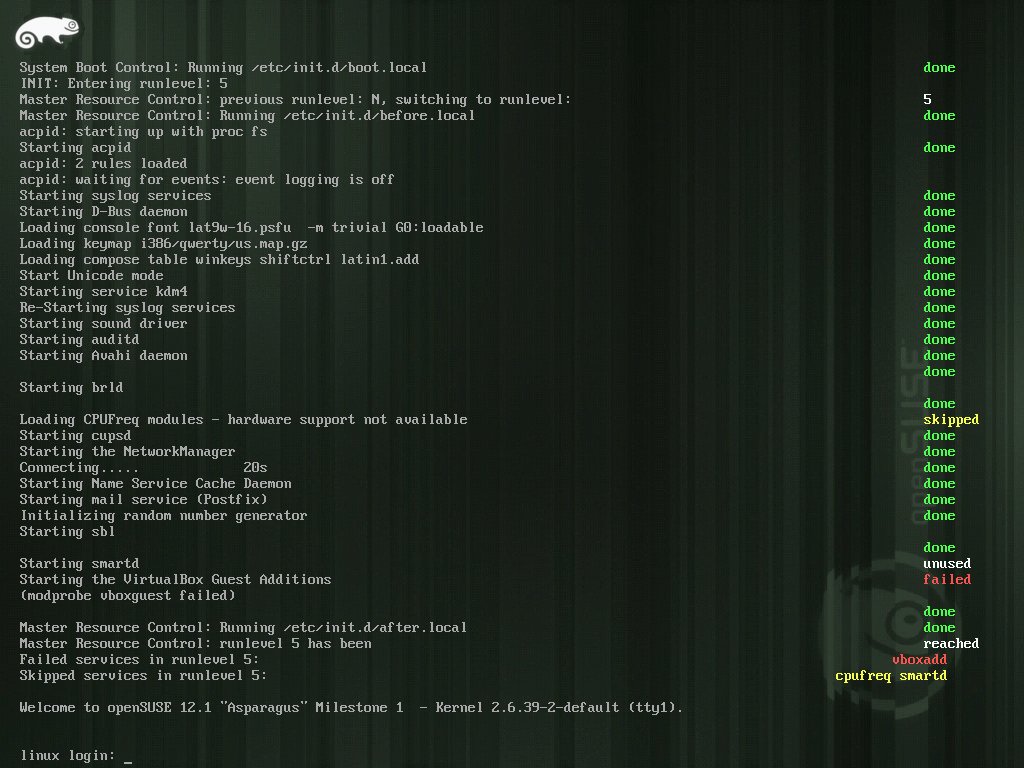 System Boot Control: Running /etc/init.d/boot.local done
INIT: Entering runlevel: 5
Master Resource Control: previous runlevel: N, switching to runlevel: 5
Master Resource Control: Running /etc/init.d/before.local done
acpid: starting up with proc fs
Starting acpid done
acpid: 2 rules loaded
acpid: waiting for events: event logging is off
Starting syslog services done
Starting D-Bus daemon done
Loading console font lat9w-16.psfu  -m trivial G0:loadable done
Loading keymap i386/qwerty/us.map.gz done
Loading compose table winkeys shiftctrl latin1.add done
Start Unicode mode done
Starting service kdm4 done
Re-Starting syslog services done
Starting sound driver done
Starting auditd done
Starting Avahi daemon done
done
Starting brld
done
Loading CPUFreq modules - hardware support not available skipped
Starting cupsd done
Starting the NetworkManager done
Connecting..... 20s done
Starting Name Service Cache Daemon done
Starting mail service (Postfix) done
Initializing random number generator done
Starting sbl
done
Starting smartd unused
Starting the VirtualBox Guest Additions failed
(modprobe vboxguest failed)
done
Master Resource Control: Running /etc/init.d/after.local done
Master Resource Control: runlevel 5 has been reached
Failed services in runlevel 5: vboxadd
Skipped services in runlevel 5: cpufreq smartd
Welcome to openSUSE 12.1 "Asparagus" Milestone 1  - Kernel 2.6.39-2-default (tty1).
linux login: _
openSUSE